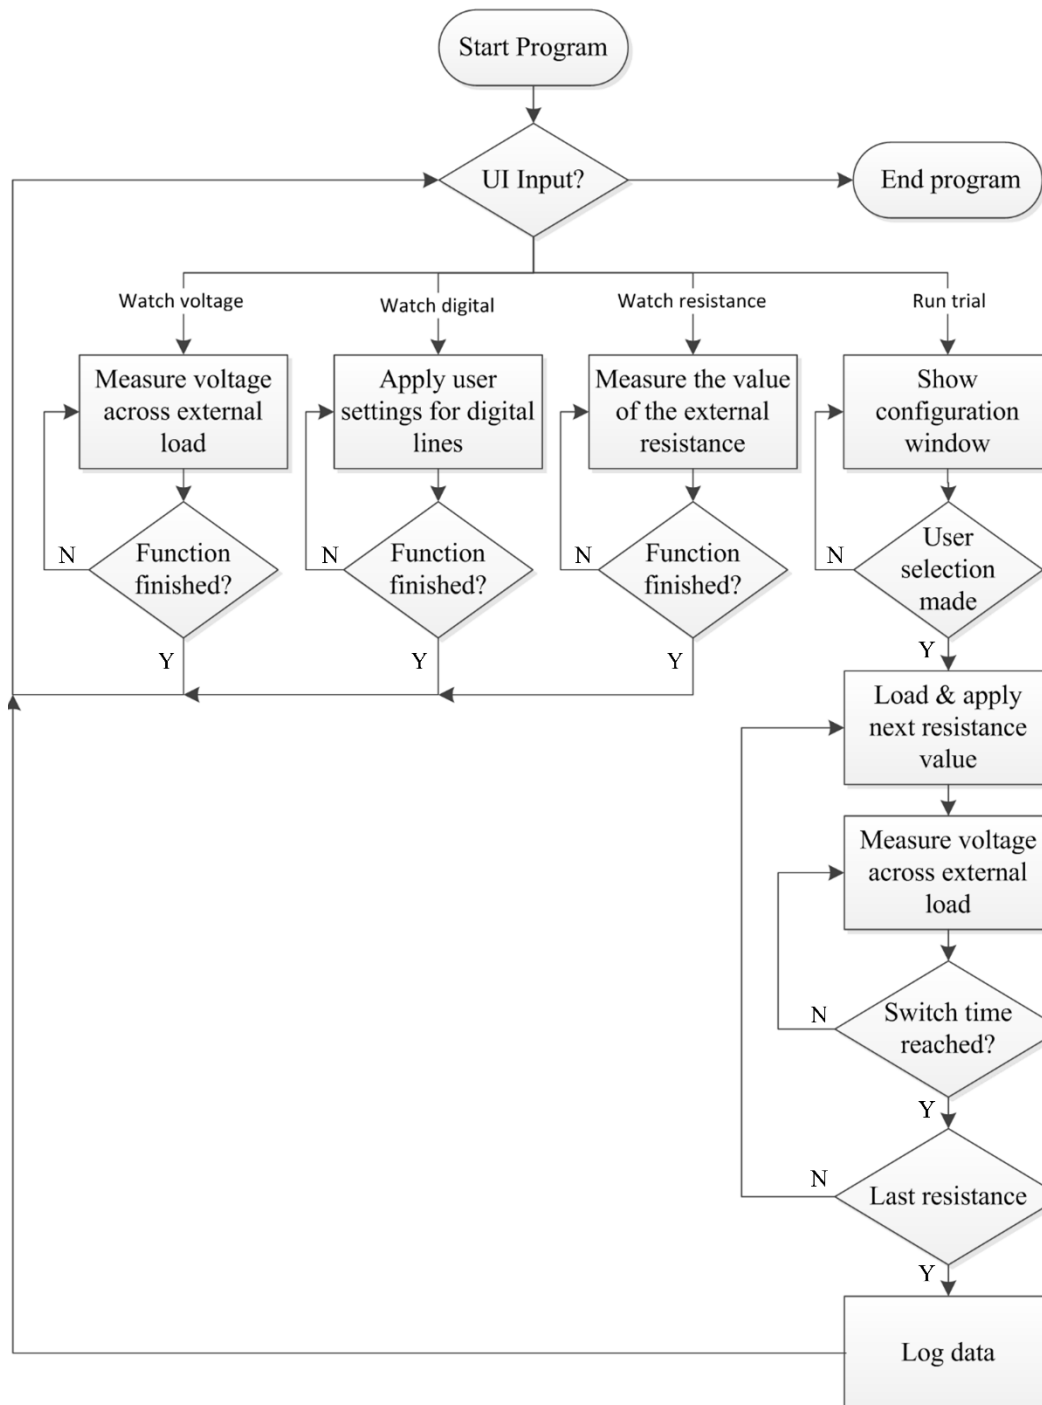 Start Program
UI Input?
End program
Watch voltage
Watch digital
Watch resistance
Run trial
Measure voltage
across external
load
Apply user
settings for digital
lines
Measure the value
of the external
resistance
Show
configuration
window
N
Function
finished?
Y
N
Function
finished?
Y
N
Function
finished?
Y
N
User
selection
made
Y
Load & apply
next resistance
value
Measure voltage
across external
load
N
Switch time
reached?
Y
N
Last resistance
Y
Log data